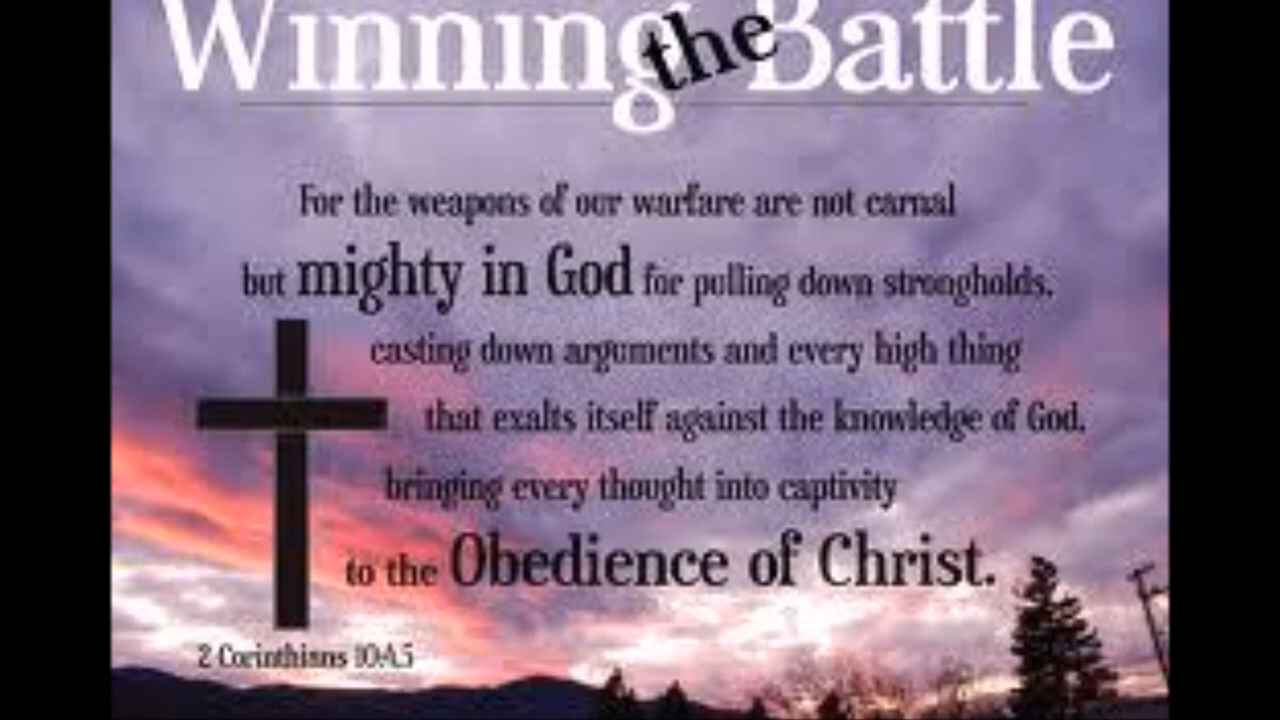 Winning the Battle
For the weapons of our warfare are not carnal
but mighty in God for pulling down strongholds,
casting down arguments and every high thing
that exalts itself against the knowledge of God,
bringing every thought into captivity
to the Obedience of Christ.
2 Corinthians 10:4,5